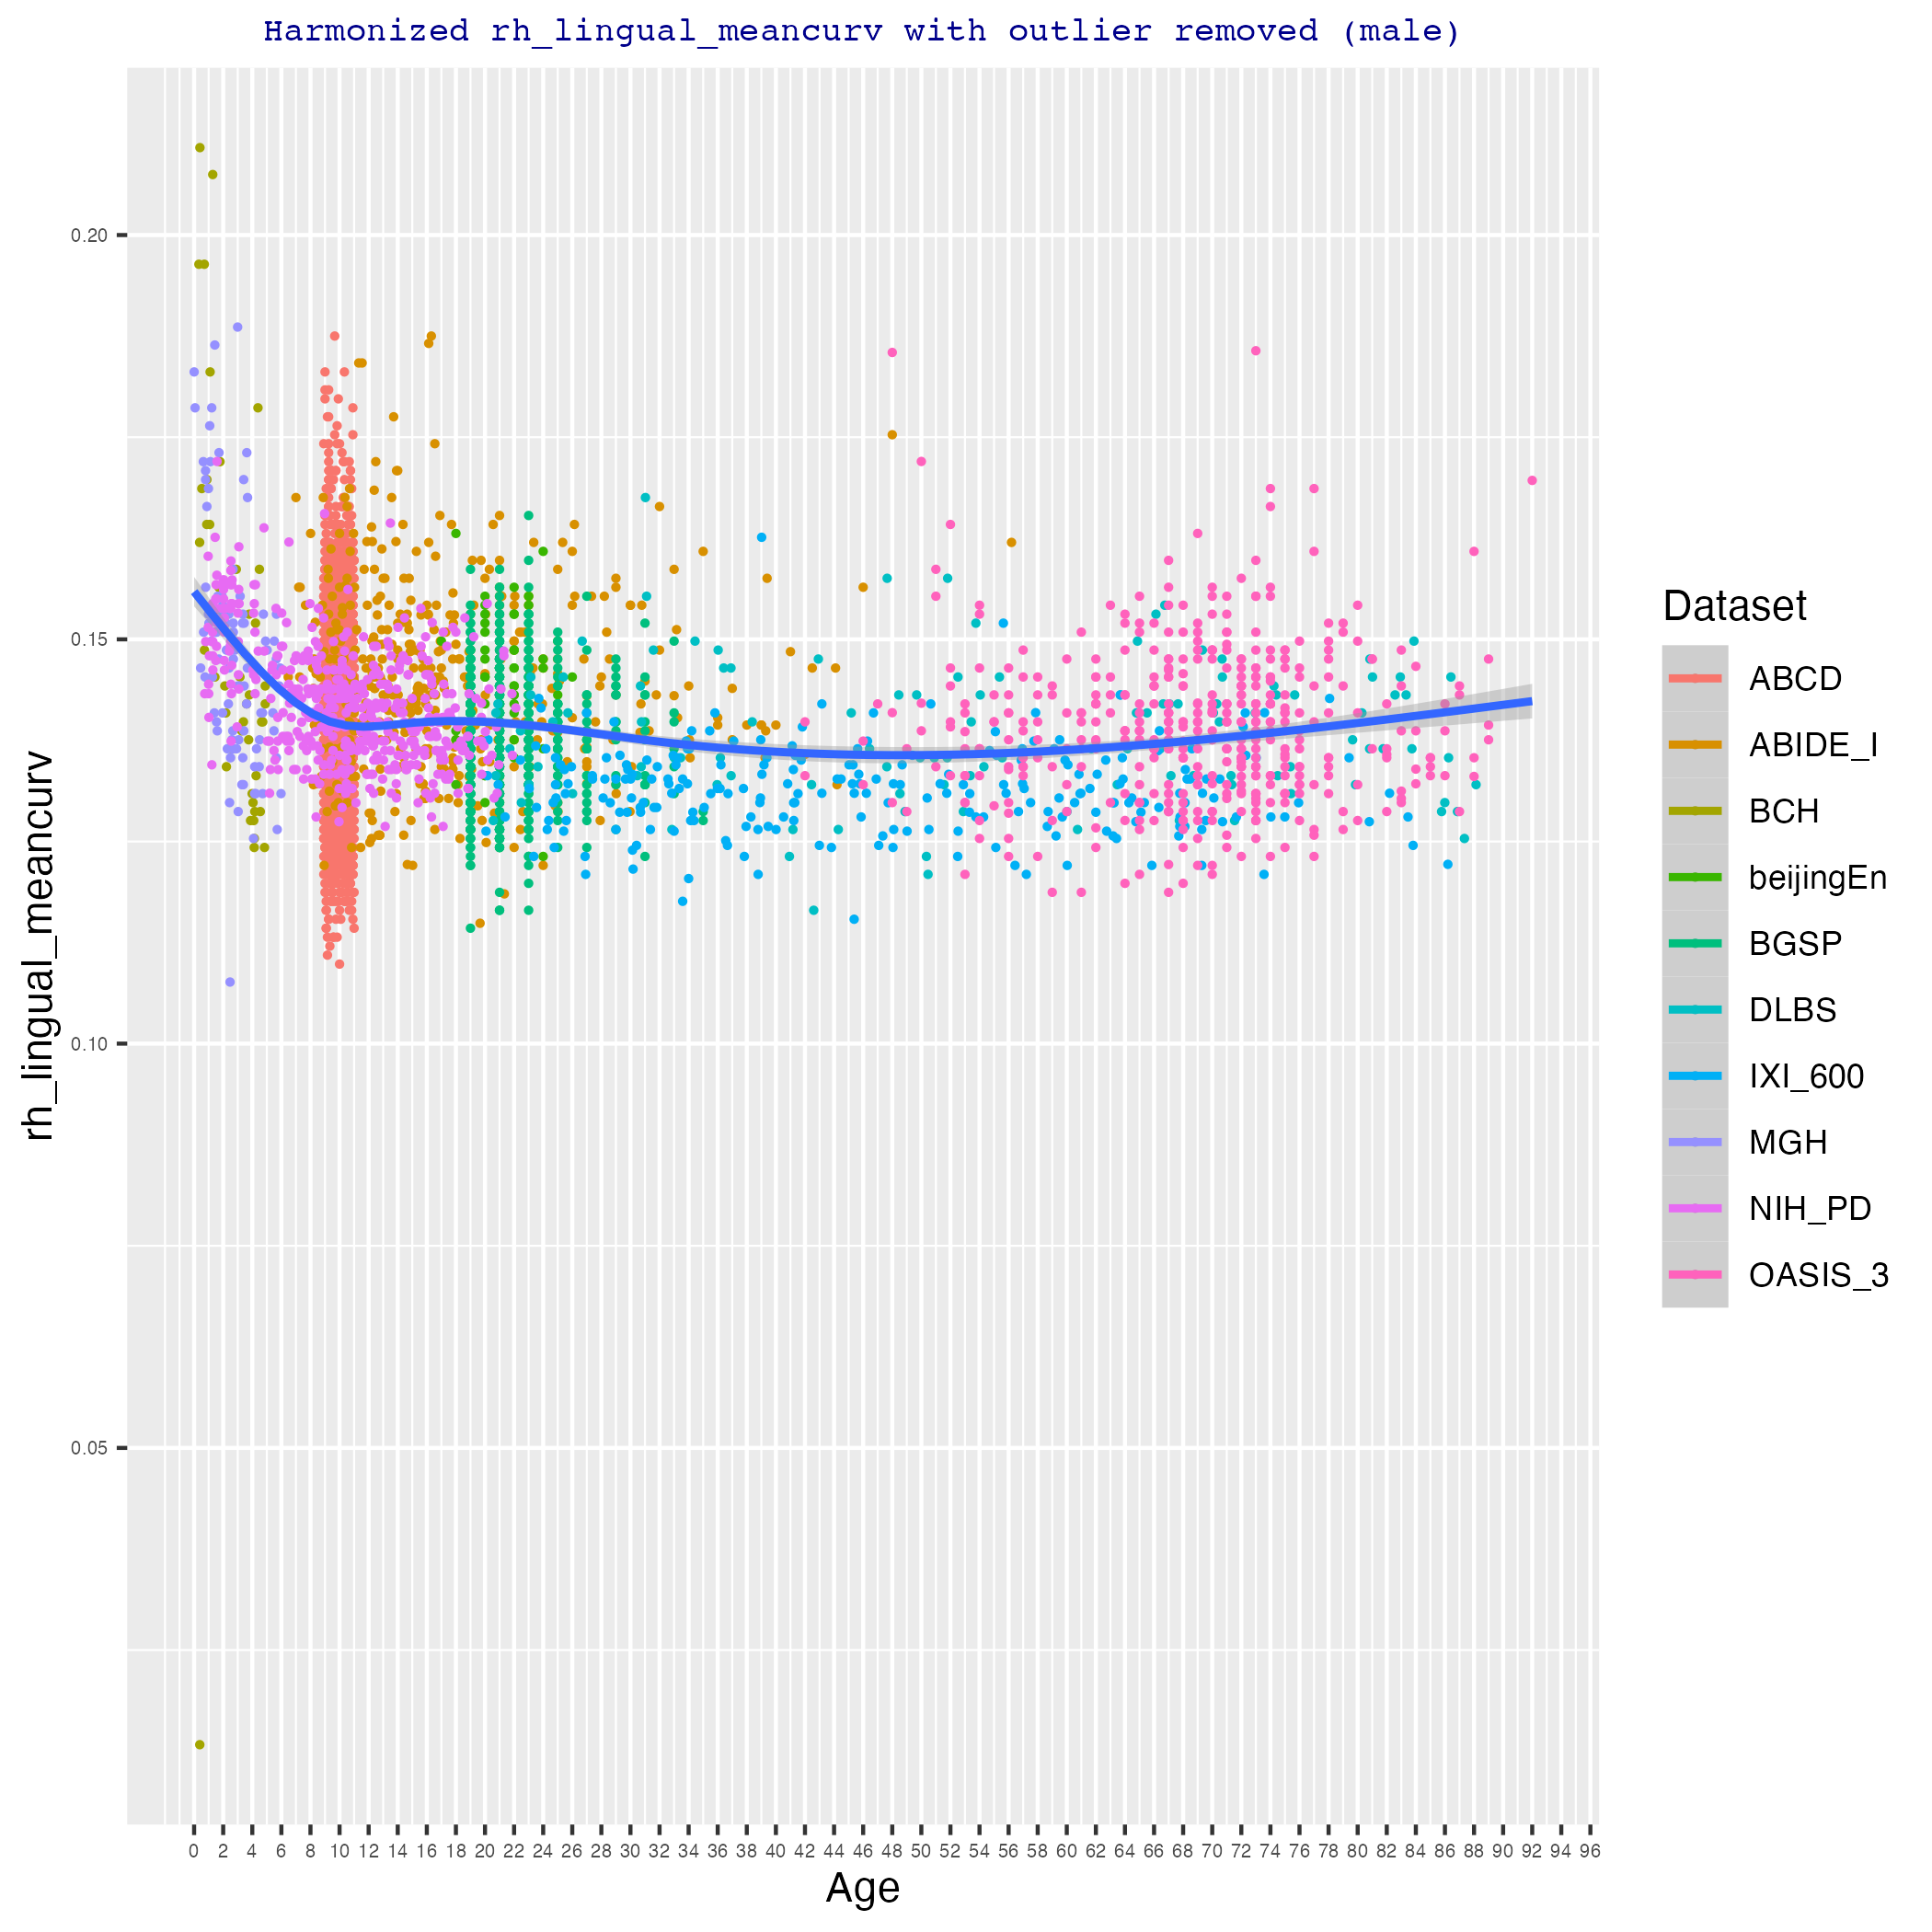 Harmonized rh_lingual_meancurv with outlier removed (male)
rh_lingual_meancurv
0.20
0.15
0.10
0.05
0 2 4 6 8 10 12 14 16 18 20 22 24 26 28 30 32 34 36 38 40 42 44 46 48 50 52 54 56 58 60 62 64 66 68 70 72 74 76 78 80 82 84 86 88 90 92 94 96
Age
Dataset
ABCD
ABIDE_I
BCH
beijingEn
BGSP
DLBS
IXI_600
MGH
NIH_PD
OASIS_3